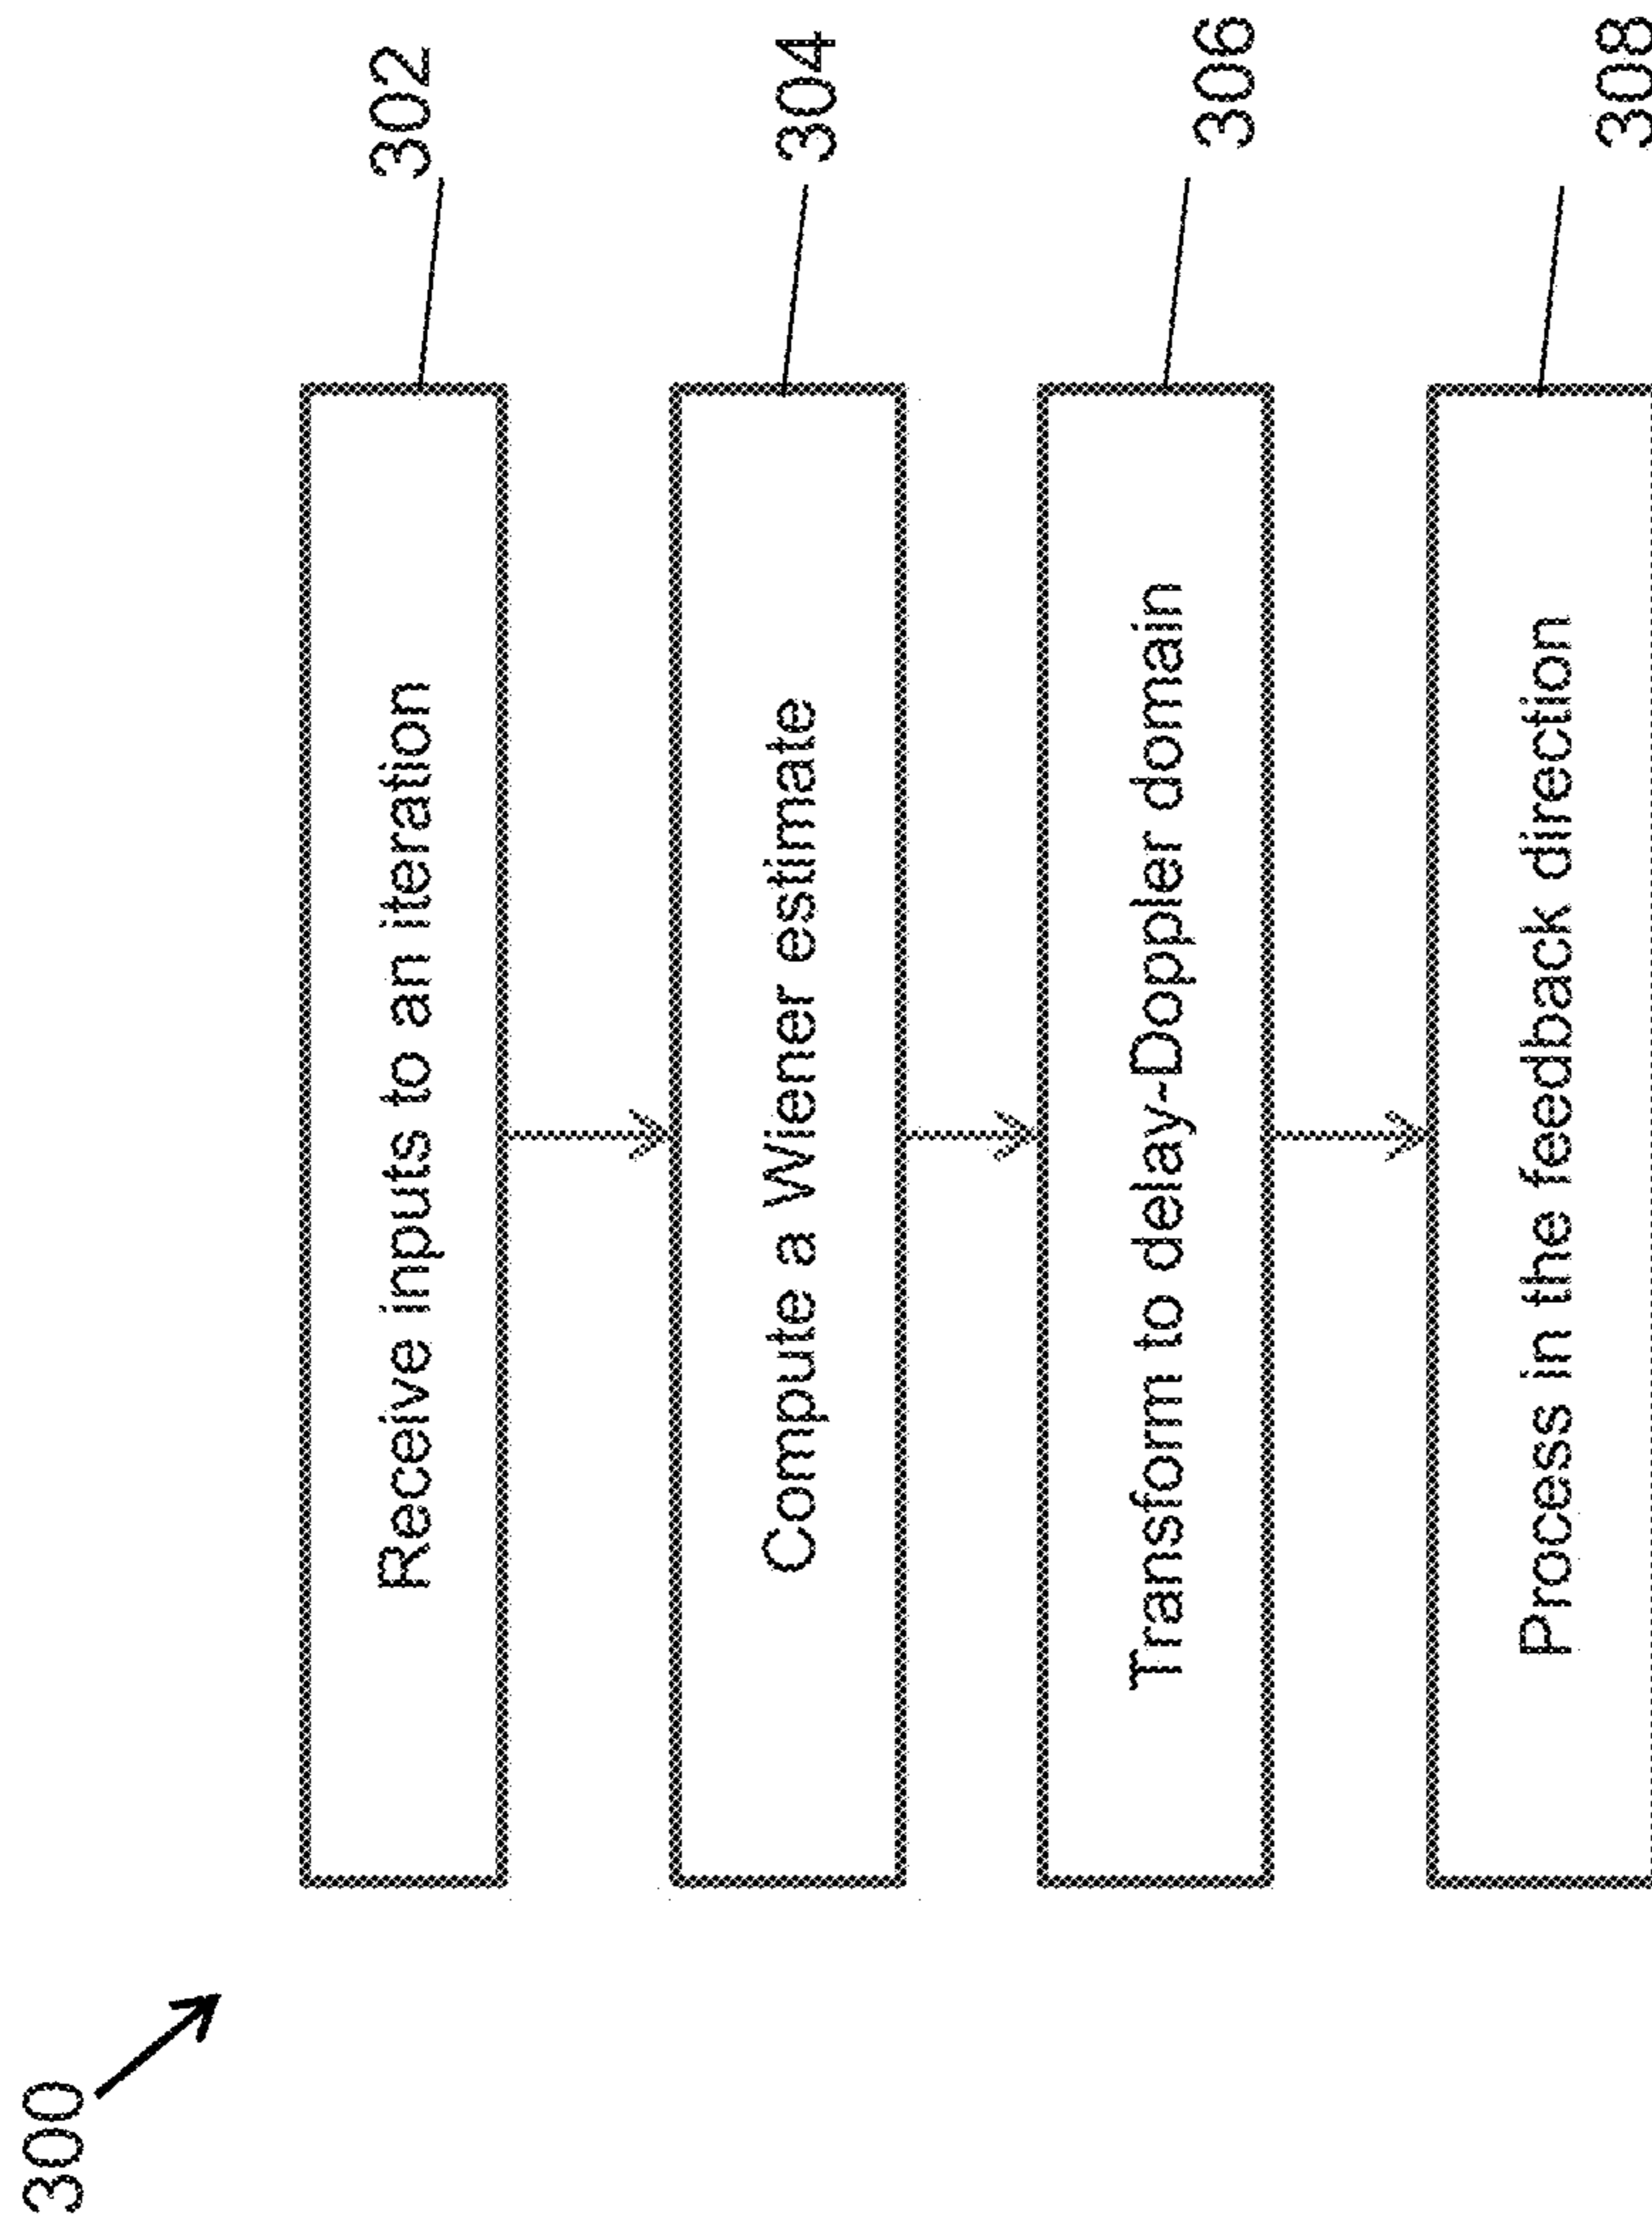 300
Receive inputs to an iteration
302
Compute a Wiener estimate
304
Transform to delay-Doppler domain
306
Process in the feedback direction
308